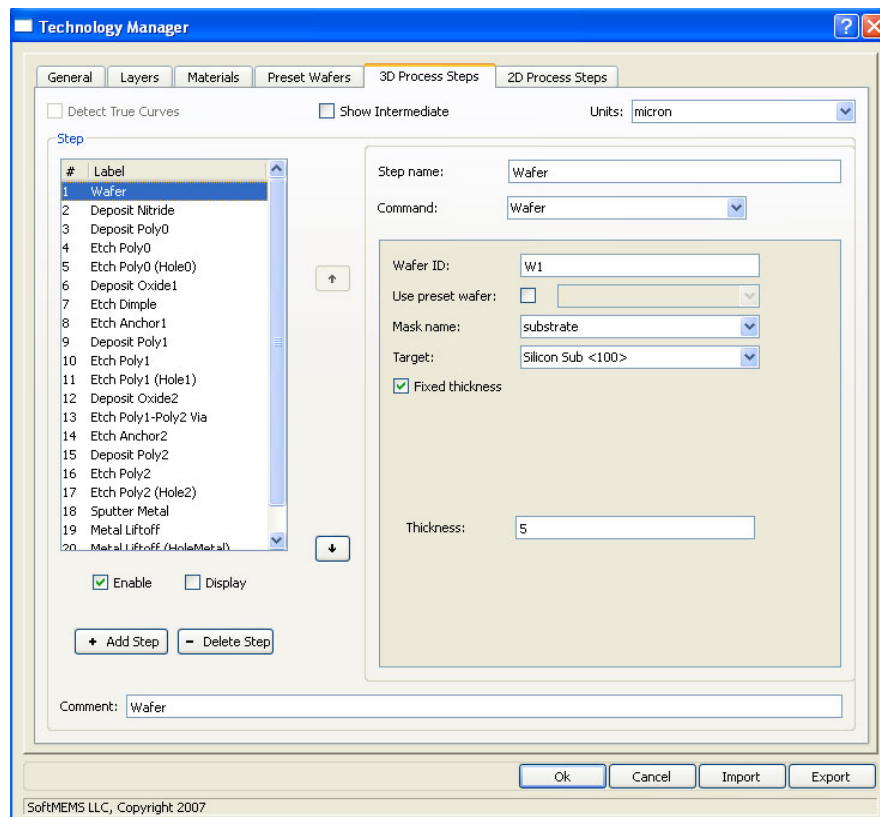 Technology Manager
General Layers Materials Preset Wafers 3D Process Steps 2D Process Steps
Detect True Curves Show Intermediate Units: micron
Step
# Label
1 Wafer
2 Deposit Nitride
3 Deposit Poly0
4 Etch Poly0
5 Etch Poly0 (Hole0)
6 Deposit Oxide1
7 Etch Dimple
8 Etch Anchor1
9 Deposit Poly1
10 Etch Poly1
11 Etch Poly1 (Hole1)
12 Deposit Oxide2
13 Etch Poly1-Poly2 Via
14 Etch Anchor2
15 Deposit Poly2
16 Etch Poly2
17 Etch Poly2 (Hole2)
18 Sputter Metal
19 Metal Liftoff
20 Metal Liftoff (HoleMetal)
Enable Display
+ Add Step - Delete Step
Step name: Wafer
Command: Wafer
Wafer ID: W1
Use preset wafer:
Mask name: substrate
Target: Silicon Sub <100>
Fixed thickness
Thickness: 5
Comment: Wafer
Ok Cancel Import Export
SoftMEMS LLC, Copyright 2007